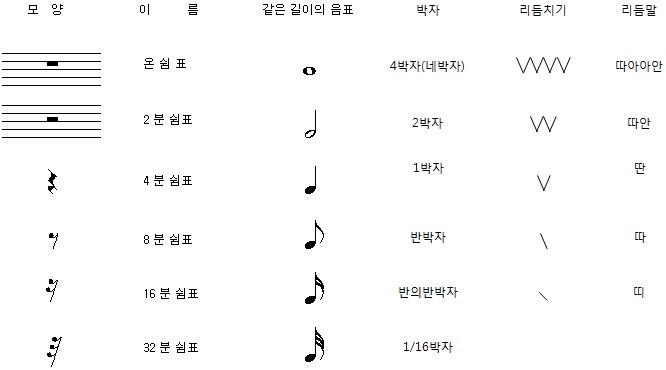 모 양 이 름 같은 길이의 음표 박자 리듬치기 리듬말
온 쉼 표 4박자(네박자) 따아아안
2 분 쉼표 2박자 따안
4 분 쉼표 1박자 딴
8 분 쉼표 반박자 따
16 분 쉼표 반의반박자 띠
32 분 쉼표 1/16박자